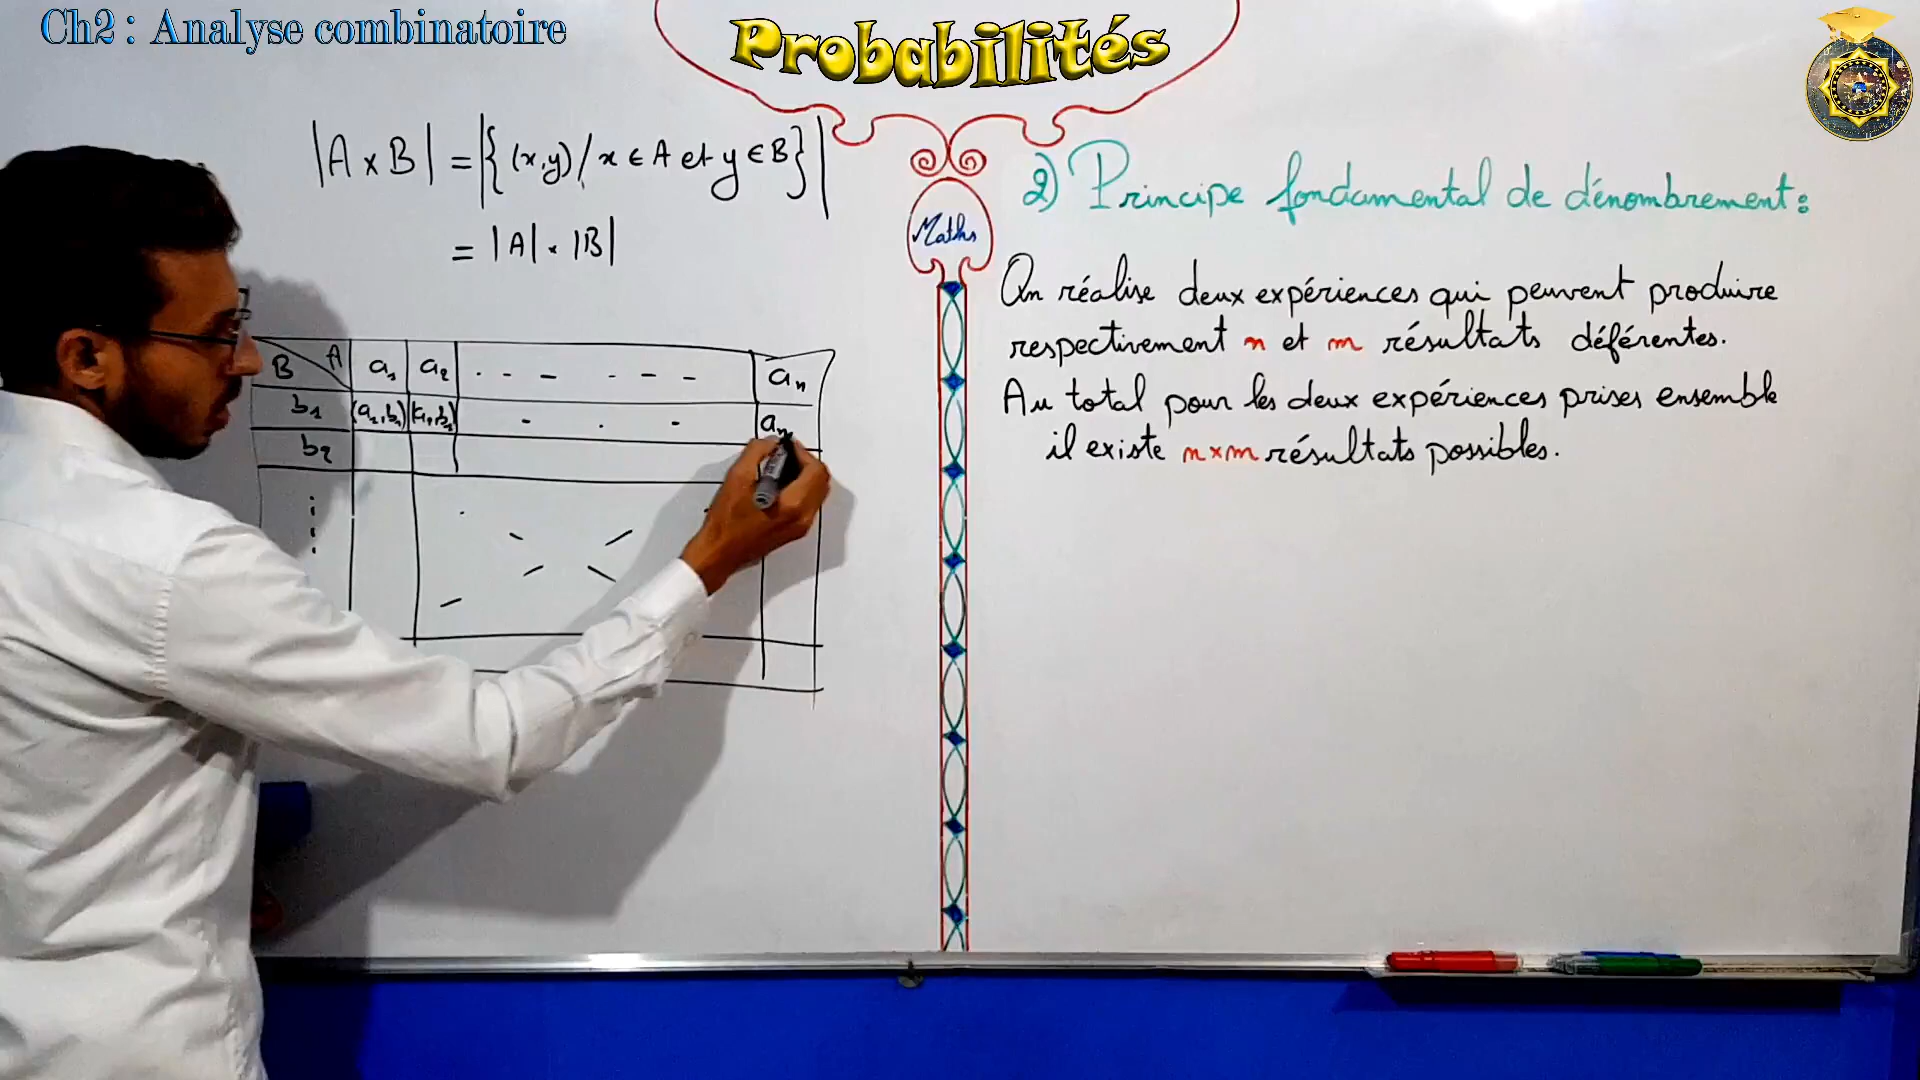 Ch2 : Analyse combinatoire
Probabilités
|A x B| = |{(x,y)/ x ∈ A et y ∈ B}|
= |A| . |B|
B A a₁ a₂ . - - . - - - aₙ
b₁ (a₁,b₁) - . - aₙ
b₂
Maths
2) Principe fondamental de dénombrement :
On réalise deux expériences qui peuvent produire
respectivement n et m résultats déférentes.
Au total pour les deux expériences prises ensemble
il existe n x m résultats possibles.